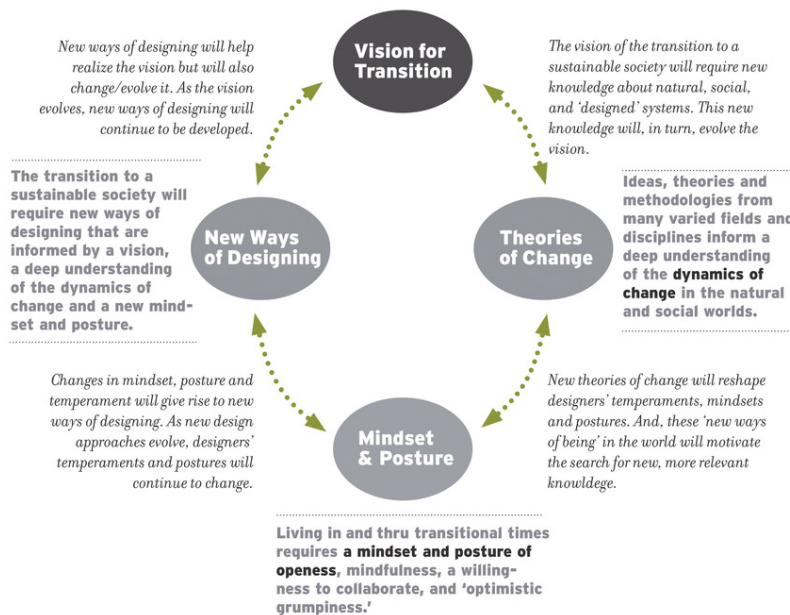 Vision for
Transition
New ways of designing will help
realize the vision but will also
change/evolve it. As the vision
evolves, new ways of designing will
continue to be developed.
The vision of the transition to a
sustainable society will require new
knowledge about natural, social,
and ‘designed’ systems. This new
knowledge will, in turn, evolve the
vision.
The transition to a
sustainable society will
require new ways of
designing that are
informed by a vision,
a deep understanding
of the dynamics of
change and a new mind-
set and posture.
New Ways
of Designing
Theories
of Change
Ideas, theories and
methodologies from
many varied fields and
disciplines inform a
deep understanding
of the dynamics of
change in the natural
and social worlds.
Changes in mindset, posture and
temperament will give rise to new
ways of designing. As new design
approaches evolve, designers’
temperaments and postures will
continue to change.
Mindset
& Posture
New theories of change will reshape
designers’ temperaments, mindsets
and postures. And, these ‘new ways
of being’ in the world will motivate
the search for new, more relevant
knowldege.
Living in and thru transitional times
requires a mindset and posture of
openess, mindfulness, a willing-
ness to collaborate, and ‘optimistic
grumpiness.’